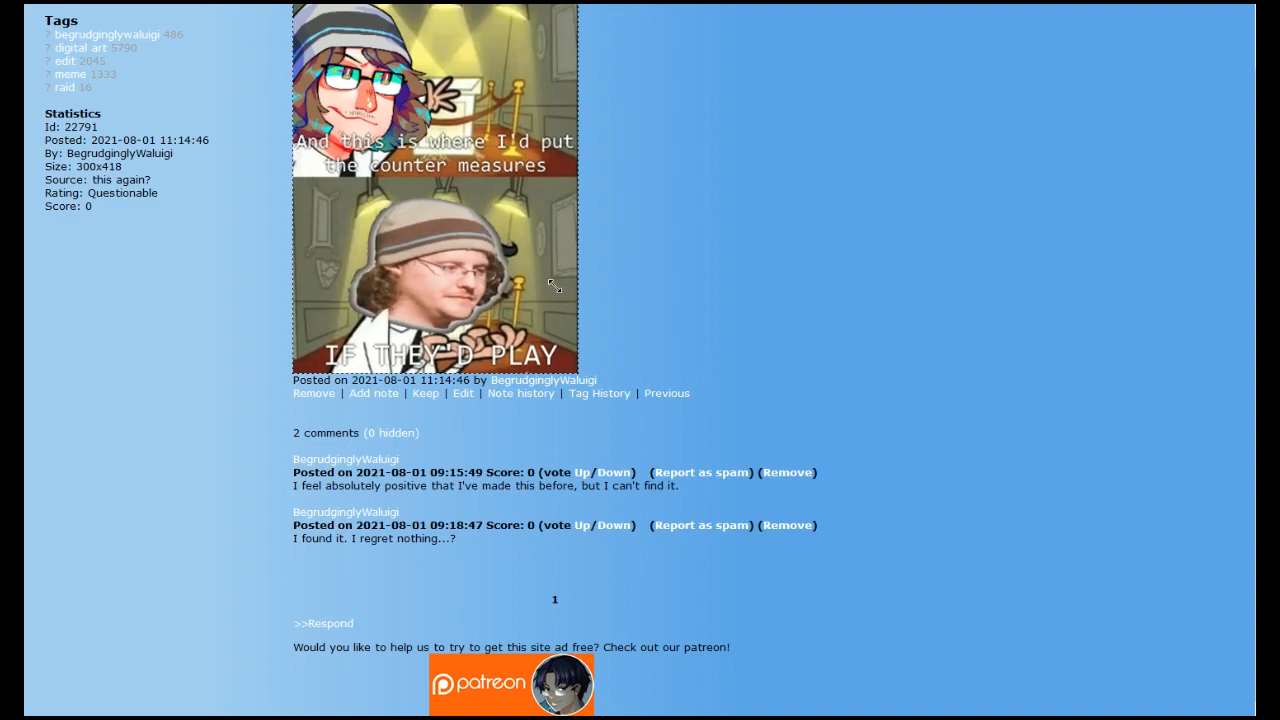 Tags
? begrudginglywaluigi 486
? digital art 5790
? edit 2045
? meme 1333
? raid 16
Statistics
Id: 22791
Posted: 2021-08-01 11:14:46
By: BegrudginglyWaluigi
Size: 300x418
Source: this again?
Rating: Questionable
Score: 0
And this is where I'd put
the counter measures
IF THEY'D PLAY
Posted on 2021-08-01 11:14:46 by BegrudginglyWaluigi
Remove | Add note | Keep | Edit | Note history | Tag History | Previous
2 comments (0 hidden)
BegrudginglyWaluigi
Posted on 2021-08-01 09:15:49 Score: 0 (vote Up/Down) (Report as spam) (Remove)
I feel absolutely positive that I've made this before, but I can't find it.
BegrudginglyWaluigi
Posted on 2021-08-01 09:18:47 Score: 0 (vote Up/Down) (Report as spam) (Remove)
I found it. I regret nothing...?
1
>>Respond
Would you like to help us to try to get this site ad free? Check out our patreon!
patreon